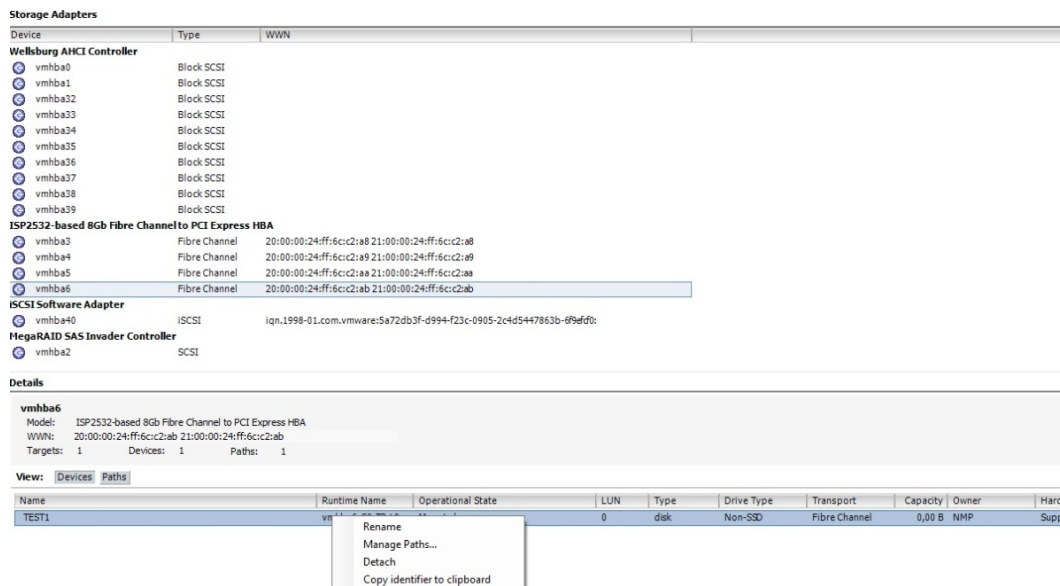 Storage Adapters
Device Type WWN
Wellsburg AHCI Controller
vmhba0 Block SCSI
vmhba1 Block SCSI
vmhba32 Block SCSI
vmhba33 Block SCSI
vmhba34 Block SCSI
vmhba35 Block SCSI
vmhba36 Block SCSI
vmhba37 Block SCSI
vmhba38 Block SCSI
vmhba39 Block SCSI
ISP2532-based 8Gb Fibre Channel to PCI Express HBA
vmhba3 Fibre Channel 20:00:00:24:ff:6c:c2:a8 21:00:00:24:ff:6c:c2:a8
vmhba4 Fibre Channel 20:00:00:24:ff:6c:c2:a9 21:00:00:24:ff:6c:c2:a9
vmhba5 Fibre Channel 20:00:00:24:ff:6c:c2:aa 21:00:00:24:ff:6c:c2:aa
vmhba6 Fibre Channel 20:00:00:24:ff:6c:c2:ab 21:00:00:24:ff:6c:c2:ab
iSCSI Software Adapter
vmhba40 iSCSI iqn.1998-01.com.vmware:5a72db3f-d994-f23c-0905-2c4d5447863b-6f9efdf0:
MegaRAID SAS Invader Controller
vmhba2 SCSI
Details
vmhba6
Model: ISP2532-based 8Gb Fibre Channel to PCI Express HBA
WWN: 20:00:00:24:ff:6c:c2:ab 21:00:00:24:ff:6c:c2:ab
Targets: 1 Devices: 1 Paths: 1
View: Devices Paths
Name Runtime Name Operational State LUN Type Drive Type Transport Capacity Owner Hard
TEST1 0 disk Non-SSD Fibre Channel 0,00 B NMP Supp
Rename
Manage Paths...
Detach
Copy identifier to clipboard